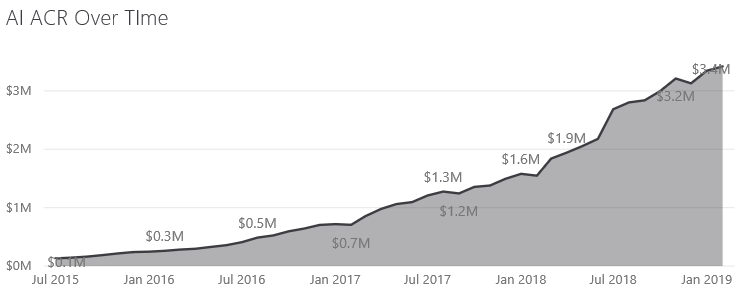 AI ACR Over TIme
$3.4M
$3M
$3.2M
$2M
$1.9M
$1.6M
$1.3M
$1M
$1.2M
$0.5M
$0.3M
$0.7M
$0M
$0.1M
Jul 2015 Jan 2016 Jul 2016 Jan 2017 Jul 2017 Jan 2018 Jul 2018 Jan 2019